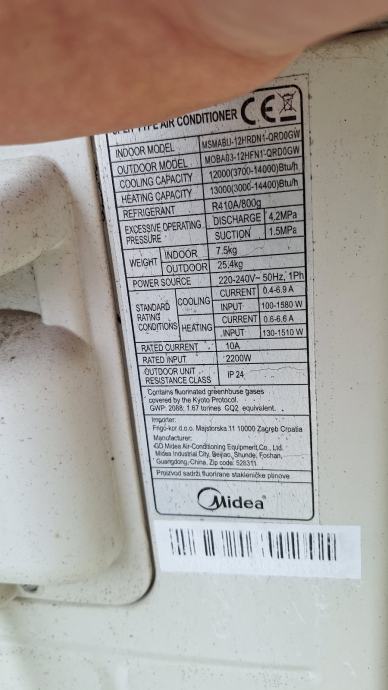 SPLIT TYPE AIR CONDITIONER CE
INDOOR MODEL MSMABU-12HRDN1-QRD0GW
OUTDOOR MODEL MOBA03-12HFN1-QRD0GW
COOLING CAPACITY 12000(3700-14000)Btu/h
HEATING CAPACITY 13000(3000-14400)Btu/h
REFRIGERANT R410A/800g
EXCESSIVE OPERATING PRESSURE DISCHARGE 4,2MPa
SUCTION 1.5MPa
WEIGHT INDOOR 7.5kg
OUTDOOR 25,4kg
POWER SOURCE 220-240V~ 50Hz, 1Ph
STANDARD RATING CONDITIONS COOLING CURRENT 0.4-6.9 A
INPUT 100-1580 W
HEATING CURRENT 0.6-6.6 A
INPUT 130-1510 W
RATED CURRENT 10A
RATED INPUT 2200W
OUTDOOR UNIT RESISTANCE CLASS IP 24
Contains fluorinated greenhouse gases
covered by the Kyoto Protocol.
GWP: 2088; 1.67 tonnes CO2 equivalent.
Importer:
Frigo-kor d.o.o. Majstorska 11 10000 Zagreb Croatia
Manufacturer:
GD Midea Air-Conditioning Equipment Co., Ltd.
Midea Industrial City, Beijiao, Shunde, Foshan,
Guangdong, China. Zip code: 528311.
Proizvod sadrži fluorirane stakleničke plinove
Midea